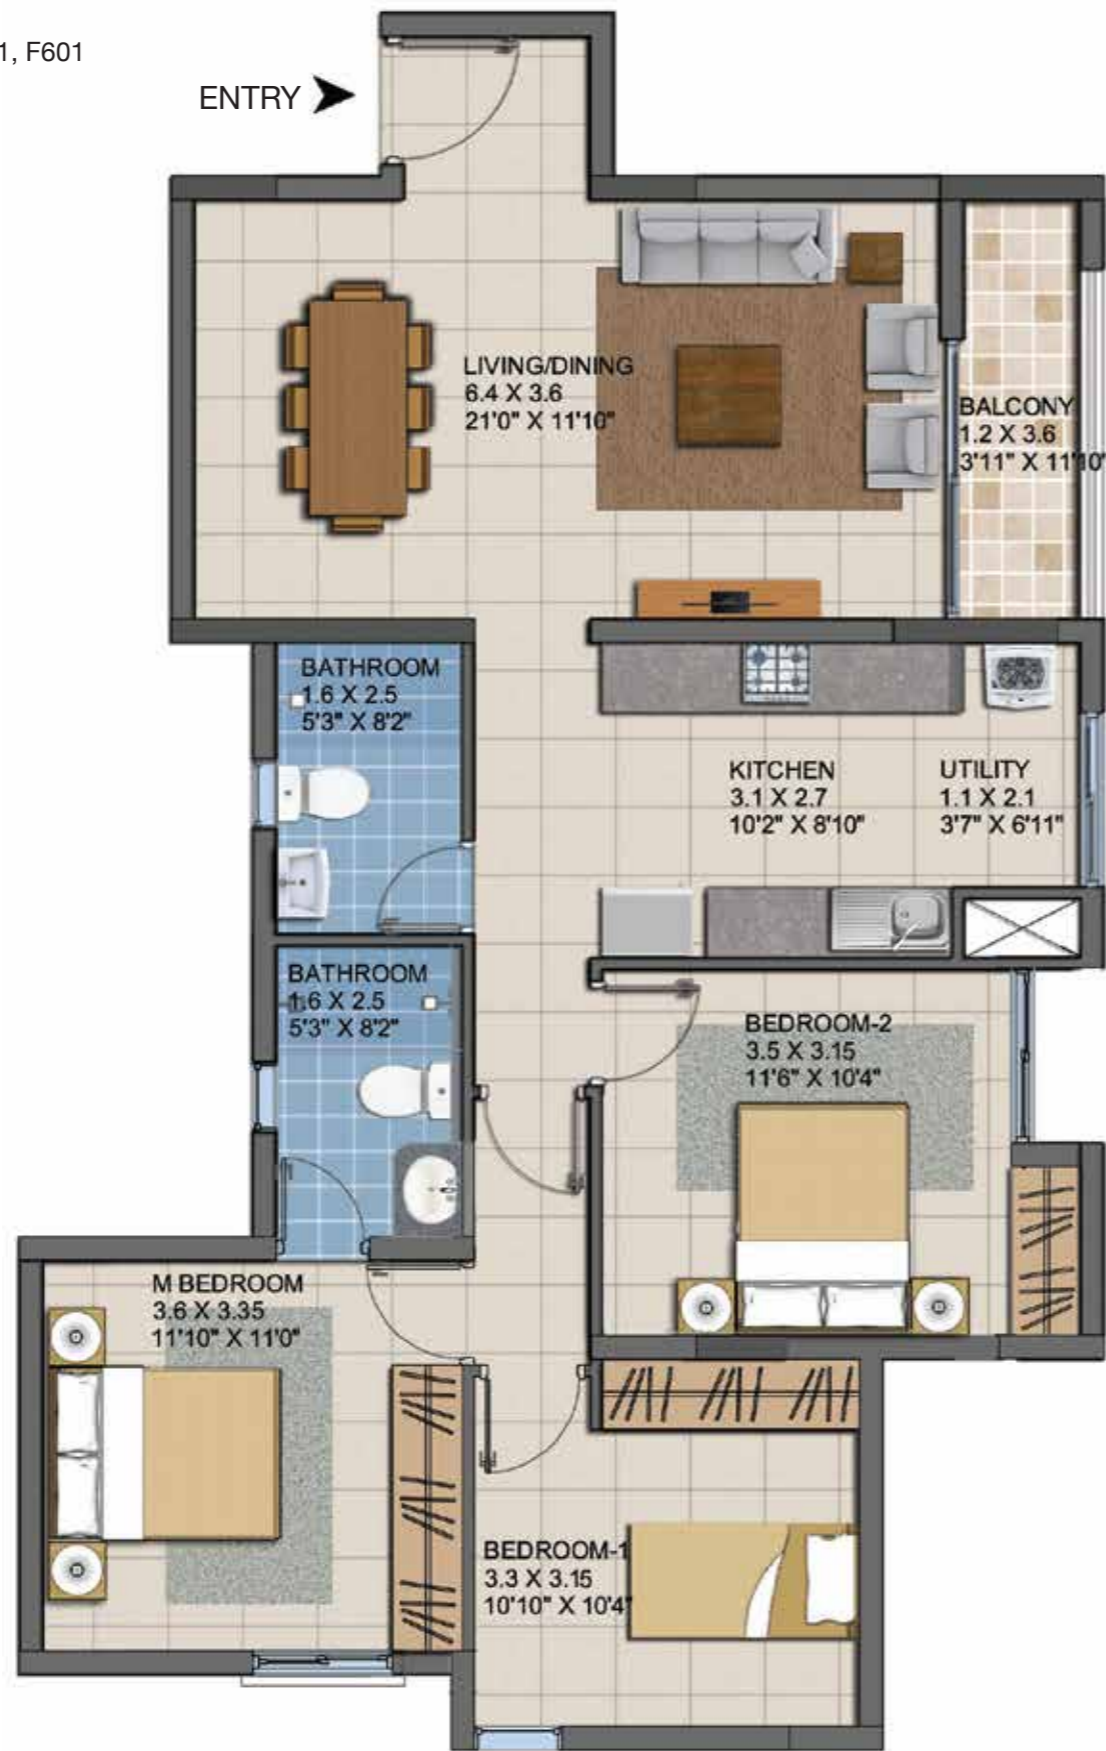 1, F601
ENTRY
LIVING/DINING
6.4 X 3.6
21'0" X 11'10"
BALCONY
1.2 X 3.6
3'11" X 11'10"
BATHROOM
1.6 X 2.5
5'3" X 8'2"
KITCHEN
3.1 X 2.7
10'2" X 8'10"
UTILITY
1.1 X 2.1
3'7" X 6'11"
BATHROOM
1.6 X 2.5
5'3" X 8'2"
BEDROOM-2
3.5 X 3.15
11'6" X 10'4"
M BEDROOM
3.6 X 3.35
11'10" X 11'0"
BEDROOM-1
3.3 X 3.15
10'10" X 10'4"